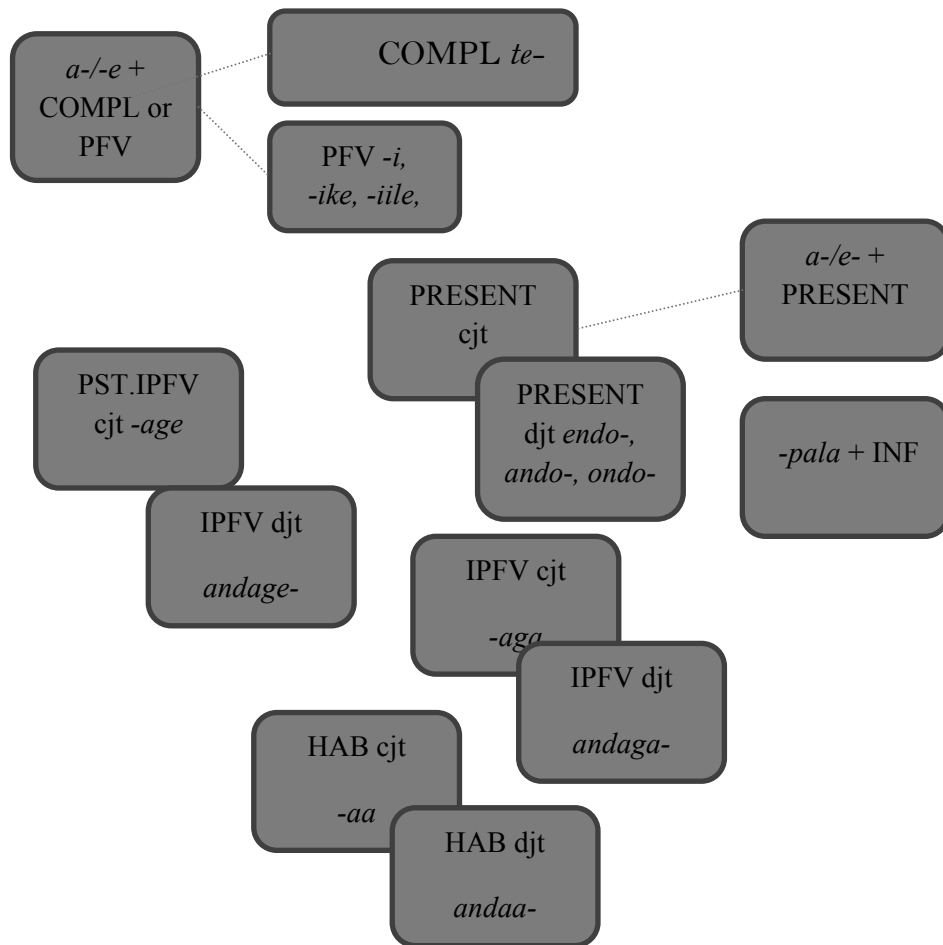 a-/-e +
COMPL or
PFV
COMPL te-
PFV -i,
-ike, -iile,
a-/e- +
PRESENT
PRESENT
cjt
PRESENT
djt endo-,
ando-, ondo-
-pala + INF
PST.IPFV
cjt -age
IPFV djt
andage-
IPFV cjt
-aga
IPFV djt
andaga-
HAB cjt
-aa
HAB djt
andaa-